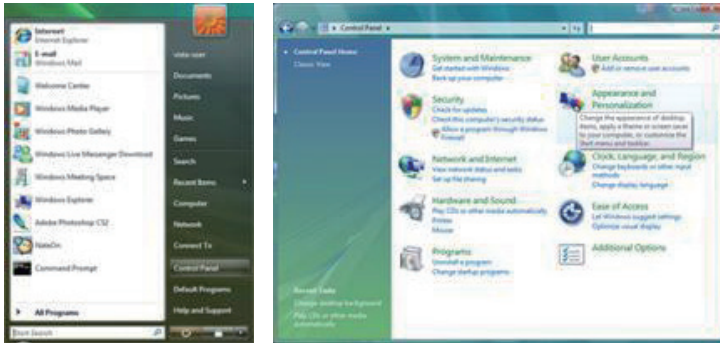 Internet
Internet Explorer
E-mail
Windows Mail
Welcome Center
Windows Media Player
Windows Photo Gallery
Windows Live Messenger Download
Windows Meeting Space
Windows Explorer
Adobe Photoshop CS2
NateOn
Command Prompt
All Programs
Start Search
vista user
Documents
Pictures
Music
Games
Search
Recent Items
Computer
Network
Connect To
Control Panel
Default Programs
Help and Support
Control Panel
Control Panel Home
Classic View
Recent Tasks
Change desktop background
Play CDs or other media
automatically
System and Maintenance
Get started with Windows
Back up your computer
Security
Check for updates
Check this computer's security status
Allow a program through Windows
Firewall
Network and Internet
View network status and tasks
Set up file sharing
Hardware and Sound
Play CDs or other media automatically
Printer
Mouse
Programs
Uninstall a program
Change startup programs
User Accounts
Add or remove user accounts
Appearance and
Personalization
Change the appearance of desktop
items, apply a theme or screen saver
to your computer, or customize the
Start menu and taskbar.
Clock, Language, and Region
Change keyboards or other input
methods
Change display language
Ease of Access
Let Windows suggest settings
Optimize visual display
Additional Options